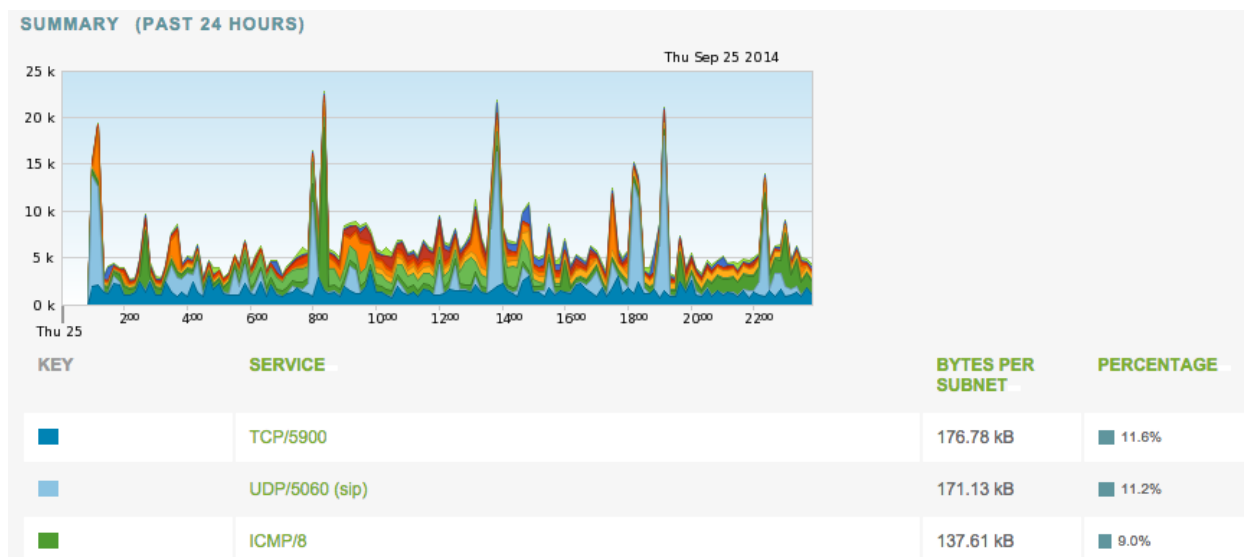 SUMMARY (PAST 24 HOURS)
Thu Sep 25 2014
25 k
20 k
15 k
10 k
5 k
0 k
Thu 25
2⁰⁰ 4⁰⁰ 6⁰⁰ 8⁰⁰ 10⁰⁰ 12⁰⁰ 14⁰⁰ 16⁰⁰ 18⁰⁰ 20⁰⁰ 22⁰⁰
KEY SERVICE BYTES PER SUBNET PERCENTAGE
TCP/5900 176.78 kB 11.6%
UDP/5060 (sip) 171.13 kB 11.2%
ICMP/8 137.61 kB 9.0%